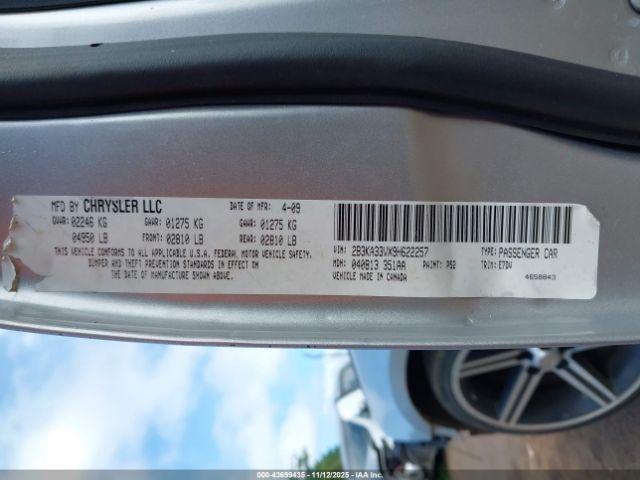 MFD BY CHRYSLER LLC DATE OF MFR: 4-09
GVWR: 02246 KG GAWR: 01275 KG GAWR: 01275 KG
04950 LB FRONT: 02810 LB REAR: 02810 LB
THIS VEHICLE CONFORMS TO ALL APPLICABLE U.S.A. FEDERAL MOTOR VEHICLE SAFETY,
BUMPER AND THEFT PREVENTION STANDARDS IN EFFECT ON
THE DATE OF MANUFACTURE SHOWN ABOVE.
VIN: 2B3KA33VX9H622257 TYPE: PASSENGER CAR
MDH: 040813 351AA PAINT: PS2 TRIM: E7DV
VEHICLE MADE IN CANADA 4658843
000-43699435 - 11/12/2025 - IAAI.com